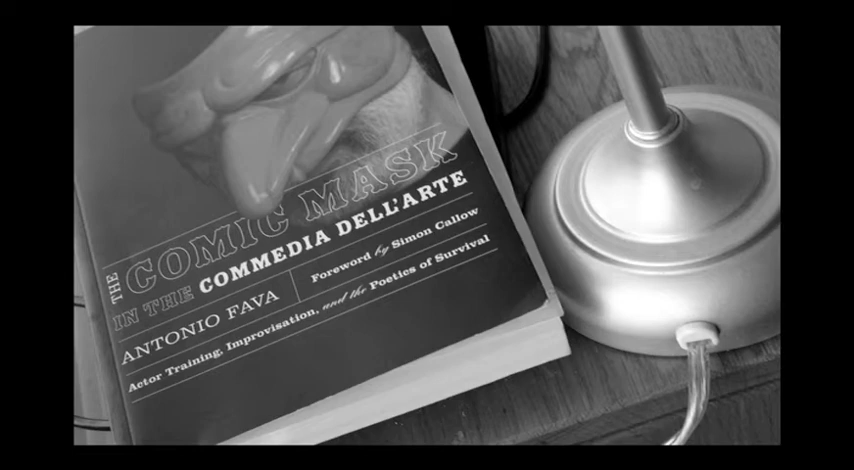 THE COMIC MASK
IN THE COMMEDIA DELL'ARTE
ANTONIO FAVA
Foreword by Simon Callow
Actor Training, Improvisation, and the Poetics of Survival